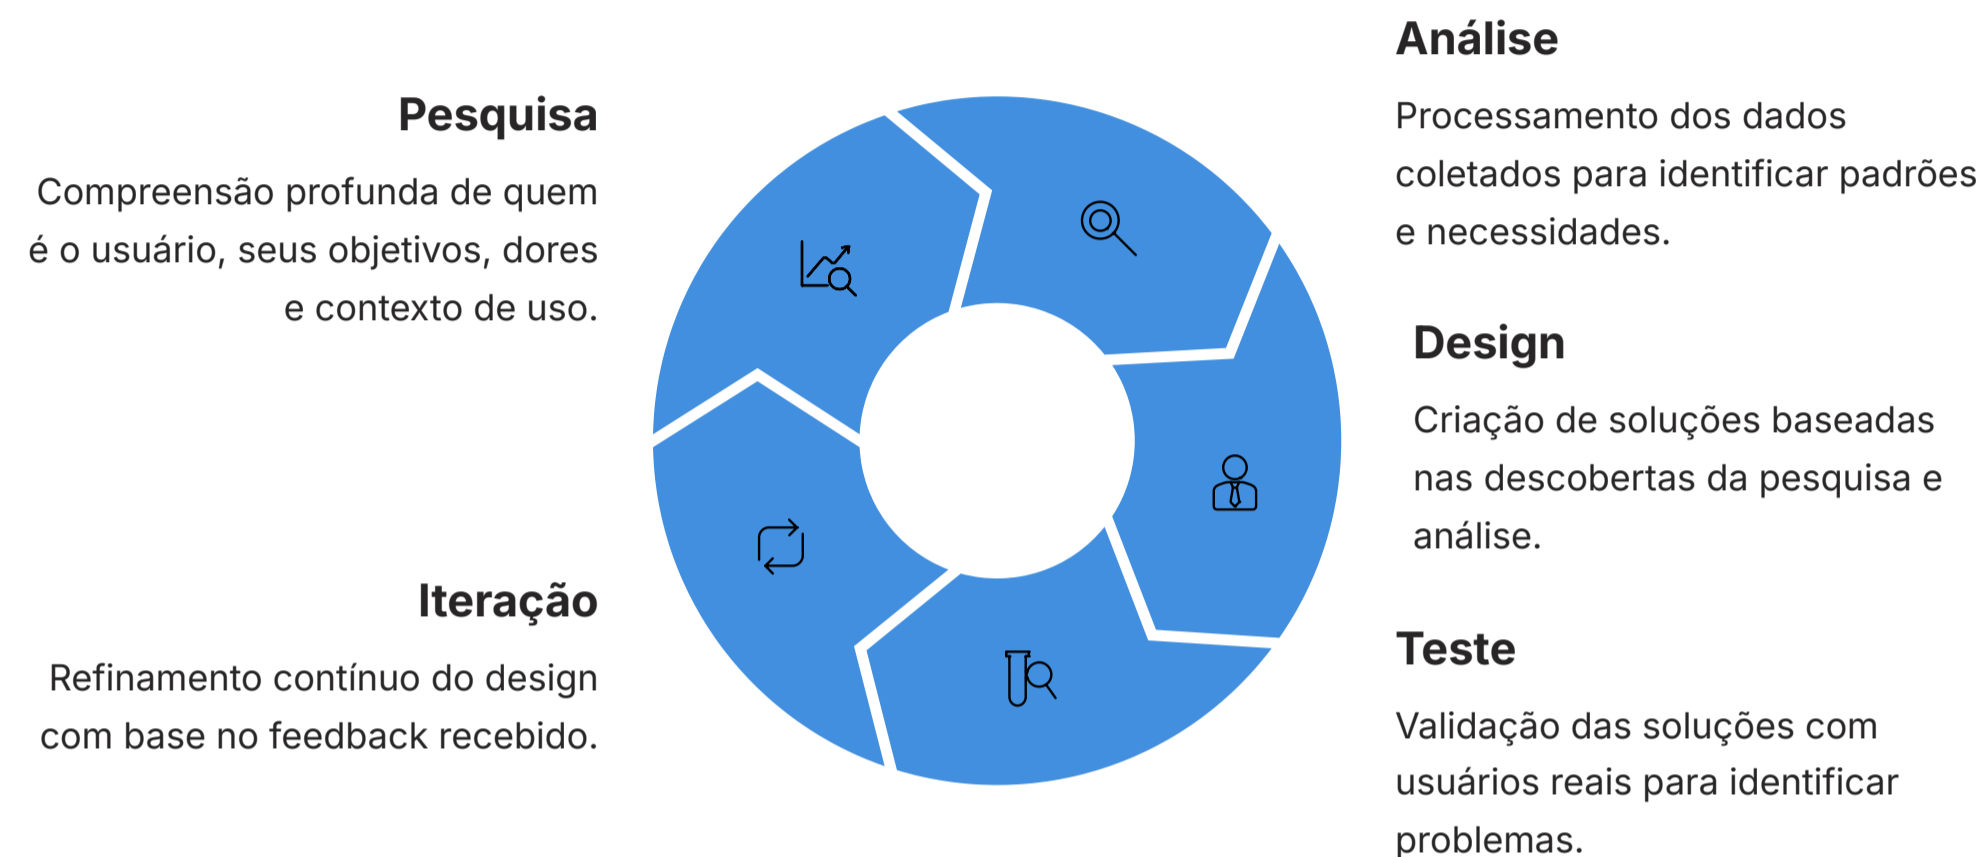 Pesquisa
Compreensão profunda de quem
é o usuário, seus objetivos, dores
e contexto de uso.
Análise
Processamento dos dados
coletados para identificar padrões
e necessidades.
Design
Criação de soluções baseadas
nas descobertas da pesquisa e
análise.
Teste
Validação das soluções com
usuários reais para identificar
problemas.
Iteração
Refinamento contínuo do design
com base no feedback recebido.